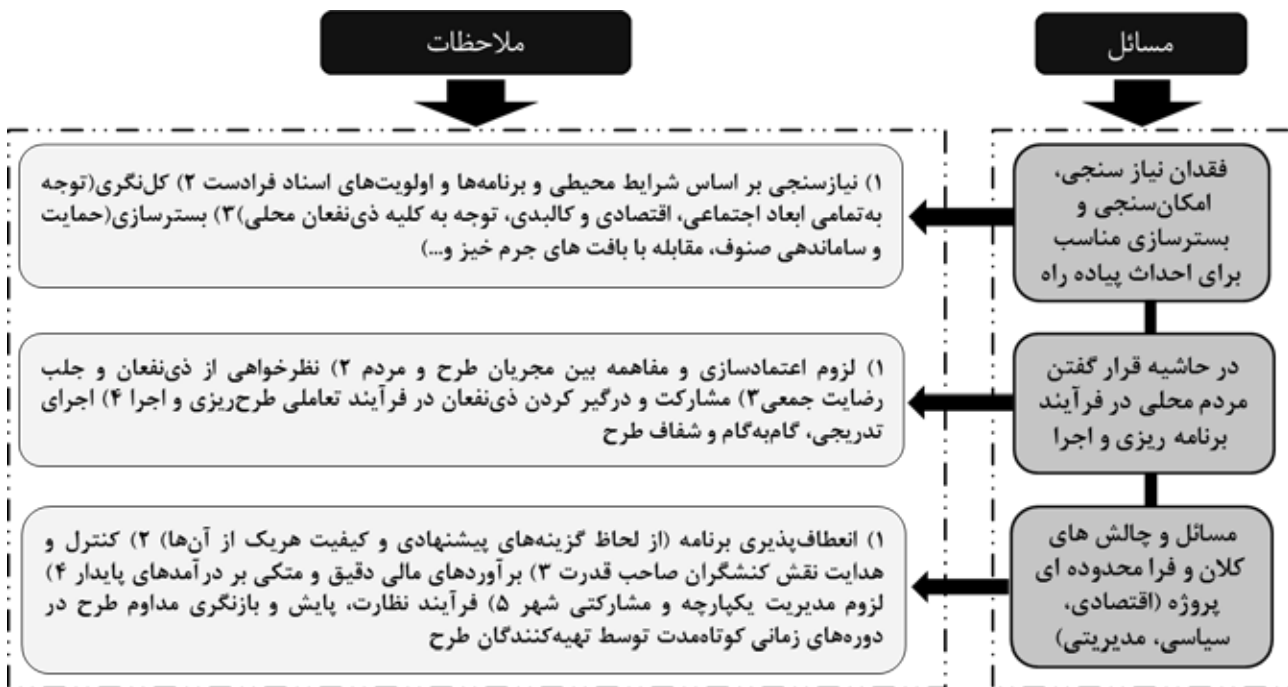 مسائل
ملاحظات
فقدان نیاز سنجی،
امکان‌سنجی و
بسترسازی مناسب
برای احداث پیاده راه
۱) نیازسنجی بر اساس شرایط محیطی و برنامه‌ها و اولویت‌های اسناد فرادست ۲) کل‌نگری(توجه
به‌تمامی ابعاد اجتماعی، اقتصادی و کالبدی، توجه به کلیه ذی‌نفعان محلی)۳) بسترسازی(حمایت
و ساماندهی صنوف، مقابله با بافت های جرم خیز و...)
در حاشیه قرار گفتن
مردم محلی در فرآیند
برنامه ریزی و اجرا
۱) لزوم اعتمادسازی و مفاهمه بین مجریان طرح و مردم ۲) نظرخواهی از ذی‌نفعان و جلب
رضایت جمعی۳) مشارکت و درگیر کردن ذی‌نفعان در فرآیند تعاملی طرح‌ریزی و اجرا ۴) اجرای
تدریجی، گام‌به‌گام و شفاف طرح
مسائل و چالش های
کلان و فرا محدوده ای
پروژه (اقتصادی،
سیاسی، مدیریتی)
۱) انعطاف‌پذیری برنامه (از لحاظ گزینه‌های پیشنهادی و کیفیت هریک از آن‌ها) ۲) کنترل و
هدایت نقش کنشگران صاحب قدرت ۳) برآوردهای مالی دقیق و متکی بر درآمدهای پایدار ۴)
لزوم مدیریت یکپارچه و مشارکتی شهر ۵) فرآیند نظارت، پایش و بازنگری مداوم طرح در
دوره‌های زمانی کوتاه‌مدت توسط تهیه‌کنندگان طرح